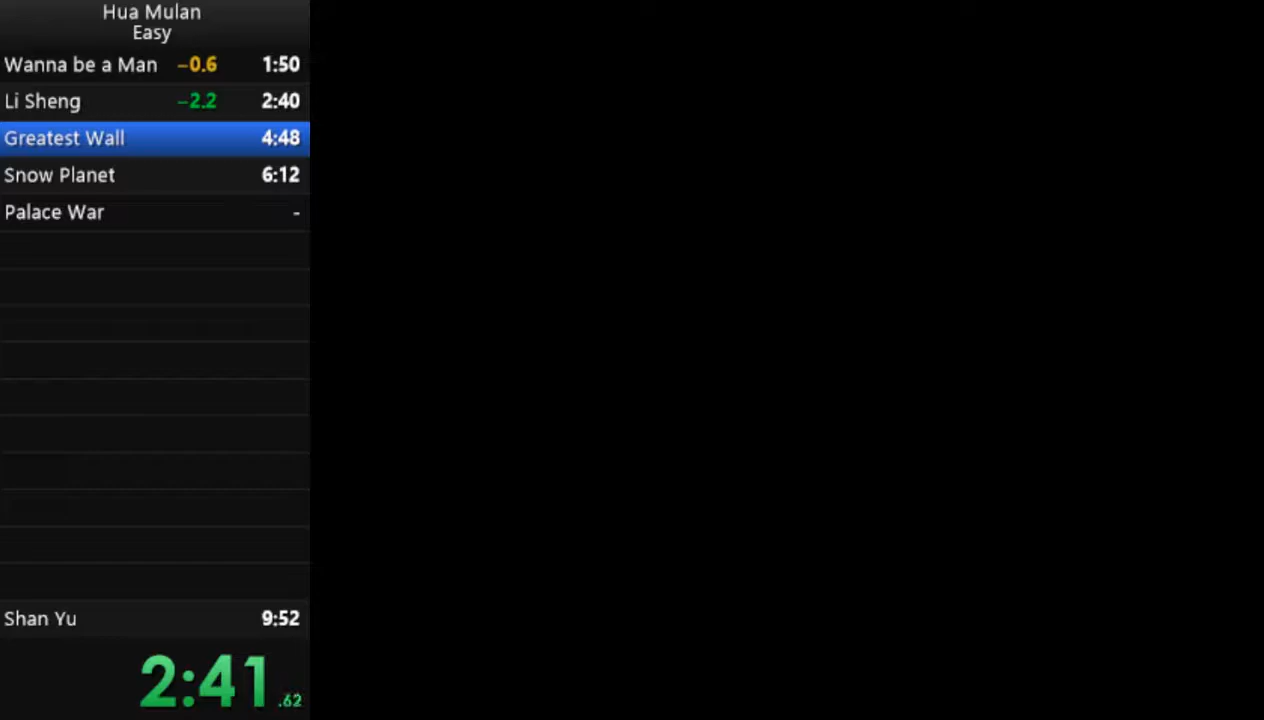 Hua Mulan
Easy
Wanna be a Man −0.6 1:50
Li Sheng −2.2 2:40
Greatest Wall 4:48
Snow Planet 6:12
Palace War -
Shan Yu 9:52
2:41.62